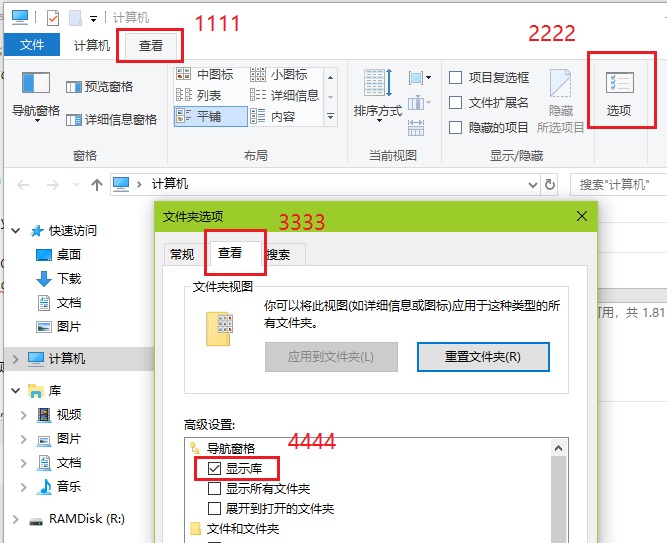 计算机
1111
2222
文件 计算机 查看
导航窗格
预览窗格
详细信息窗格
窗格
中图标 小图标
列表 详细信息
平铺 内容
布局
排序方式
当前视图
项目复选框
文件扩展名
隐藏的项目
隐藏
所选项目
显示/隐藏
选项
计算机
搜索"计算机"
快速访问
桌面
下载
文档
图片
计算机
库
视频
图片
文档
音乐
RAMDisk (R:)
可用，共 1.81
文件夹选项
3333
常规 查看 搜索
文件夹视图
你可以将此视图(如详细信息或图标)应用于这种类型的所
有文件夹。
应用到文件夹(L) 重置文件夹(R)
高级设置:
4444
导航窗格
显示库
显示所有文件夹
展开到打开的文件夹
文件和文件夹